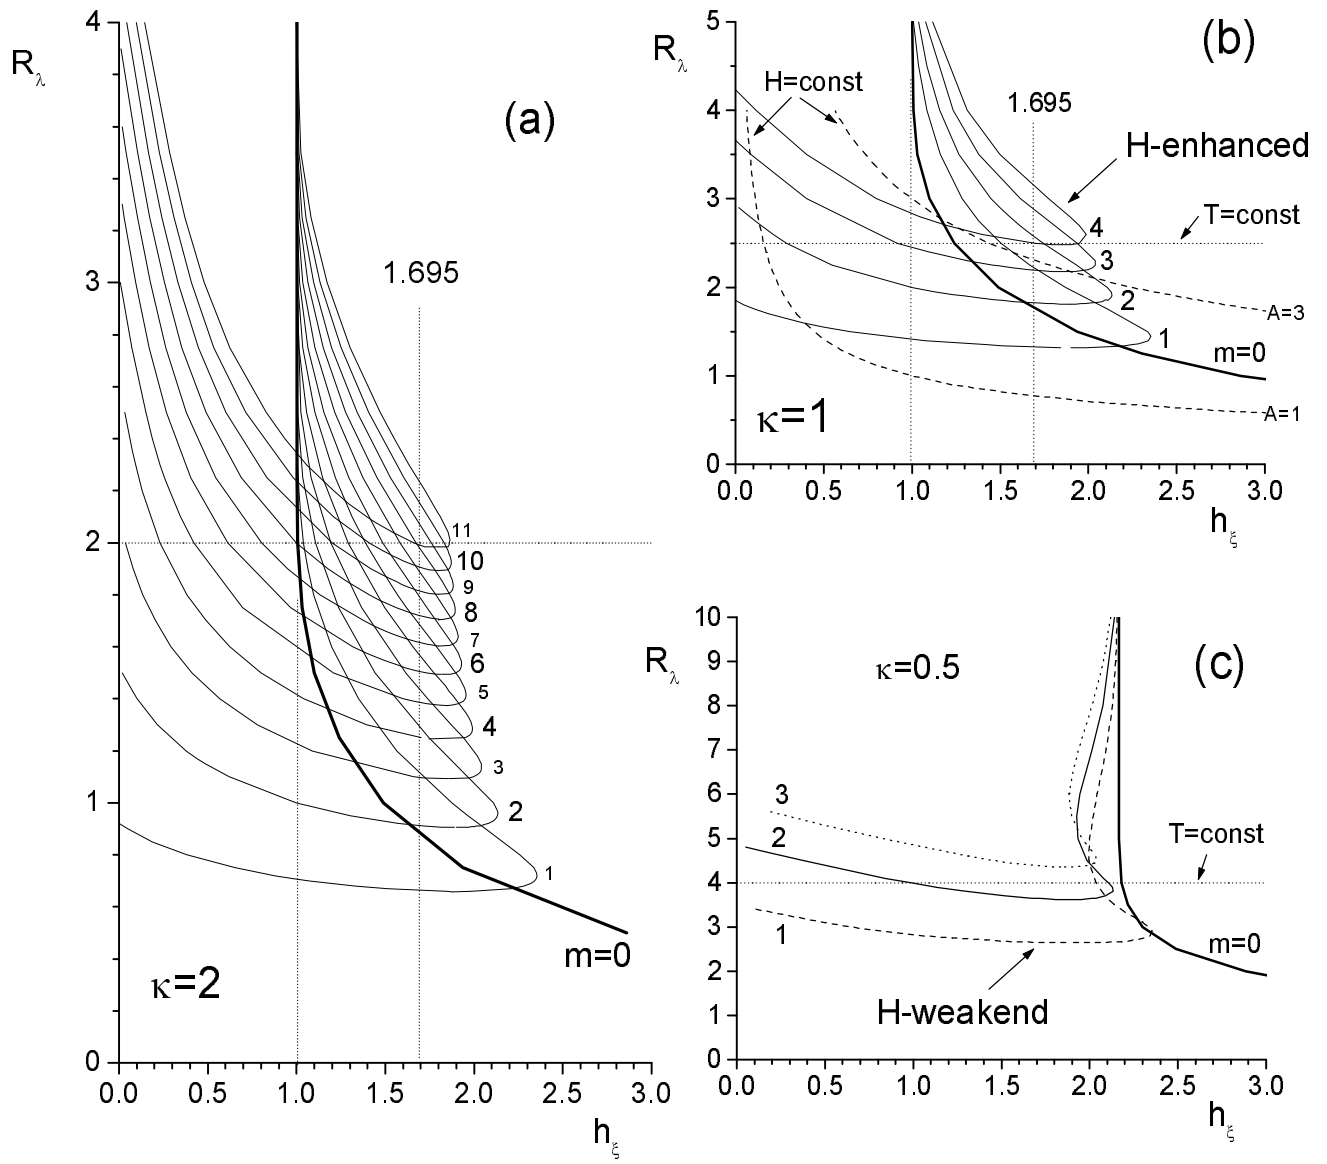 4
3
2
1
0
R_λ
(a)
1.695
11
10
9
8
7
6
5
4
3
2
1
m=0
κ=2
0.0 0.5 1.0 1.5 2.0 2.5 3.0
h_ξ
5
4
3
2
1
0
R_λ
(b)
H=const
1.695
H-enhanced
T=const
4
3
2
1
A=3
m=0
A=1
κ=1
0.0 0.5 1.0 1.5 2.0 2.5 3.0
h_ξ
10
9
8
7
6
5
4
3
2
1
0
R_λ
κ=0.5
(c)
3
2
1
T=const
m=0
H-weakend
0.0 0.5 1.0 1.5 2.0 2.5 3.0
h_ξ